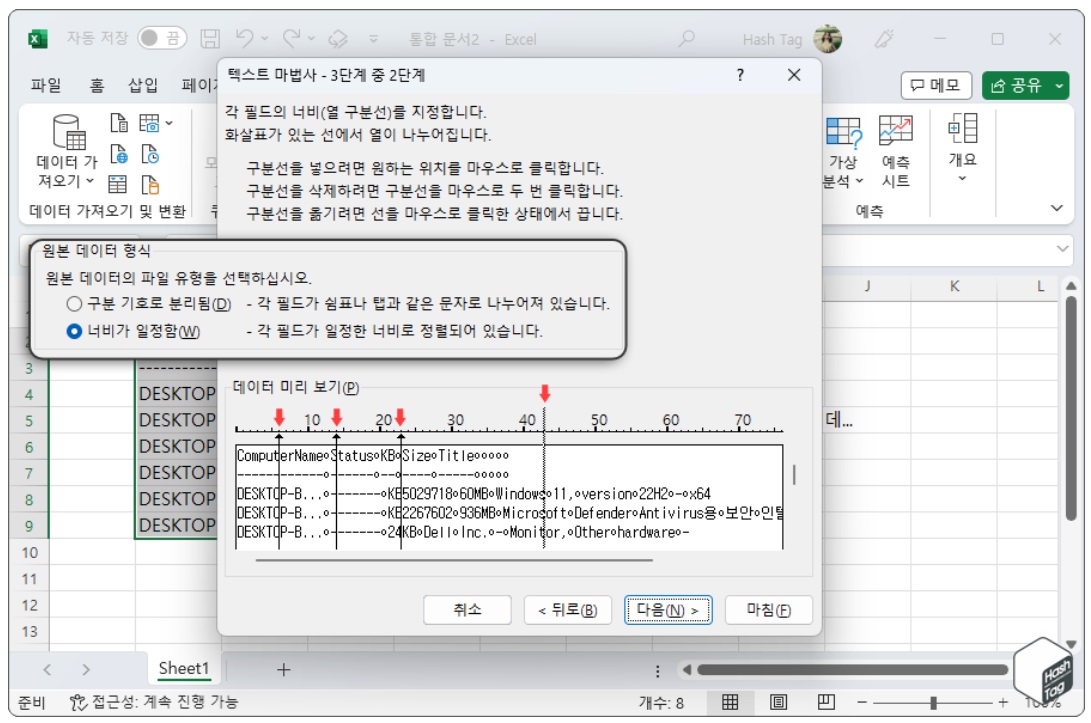 자동 저장 끔 통합 문서2 - Excel Hash Tag
파일 홈 삽입 메모 공유
텍스트 마법사 - 3단계 중 2단계 ? ×
각 필드의 너비(열 구분선)를 지정합니다.
화살표가 있는 선에서 열이 나누어집니다.
구분선을 넣으려면 원하는 위치를 마우스로 클릭합니다.
구분선을 삭제하려면 구분선을 마우스로 두 번 클릭합니다.
구분선을 옮기려면 선을 마우스로 클릭한 상태에서 끕니다.
데이터 가
져오기
데이터 가져오기 및 변환
가상
분석
예측
시트
개요
예측
원본 데이터 형식
원본 데이터의 파일 유형을 선택하십시오.
구분 기호로 분리됨(D) - 각 필드가 쉼표나 탭과 같은 문자로 나누어져 있습니다.
너비가 일정함(W) - 각 필드가 일정한 너비로 정렬되어 있습니다.
J K L
데이터 미리 보기(P)
10 20 30 40 50 60 70
ComputerName Status KB Size Title
------------ ------ -- ---- -----
DESKTOP-B... ------- KB5029718 60MB Windows 11, version 22H2 - x64
DESKTOP-B... ------- KB2267602 936MB Microsoft Defender Antivirus용 보안 인텔
DESKTOP-B... ------- 24KB Dell Inc. - Monitor, Other hardware -
3 -----------
4 DESKTOP
5 DESKTOP 데...
6 DESKTOP
7 DESKTOP
8 DESKTOP
9 DESKTOP
10
11
12
13
취소 < 뒤로(B) 다음(N) > 마침(F)
Sheet1
준비 접근성: 계속 진행 가능 개수: 8
Hash
Tag